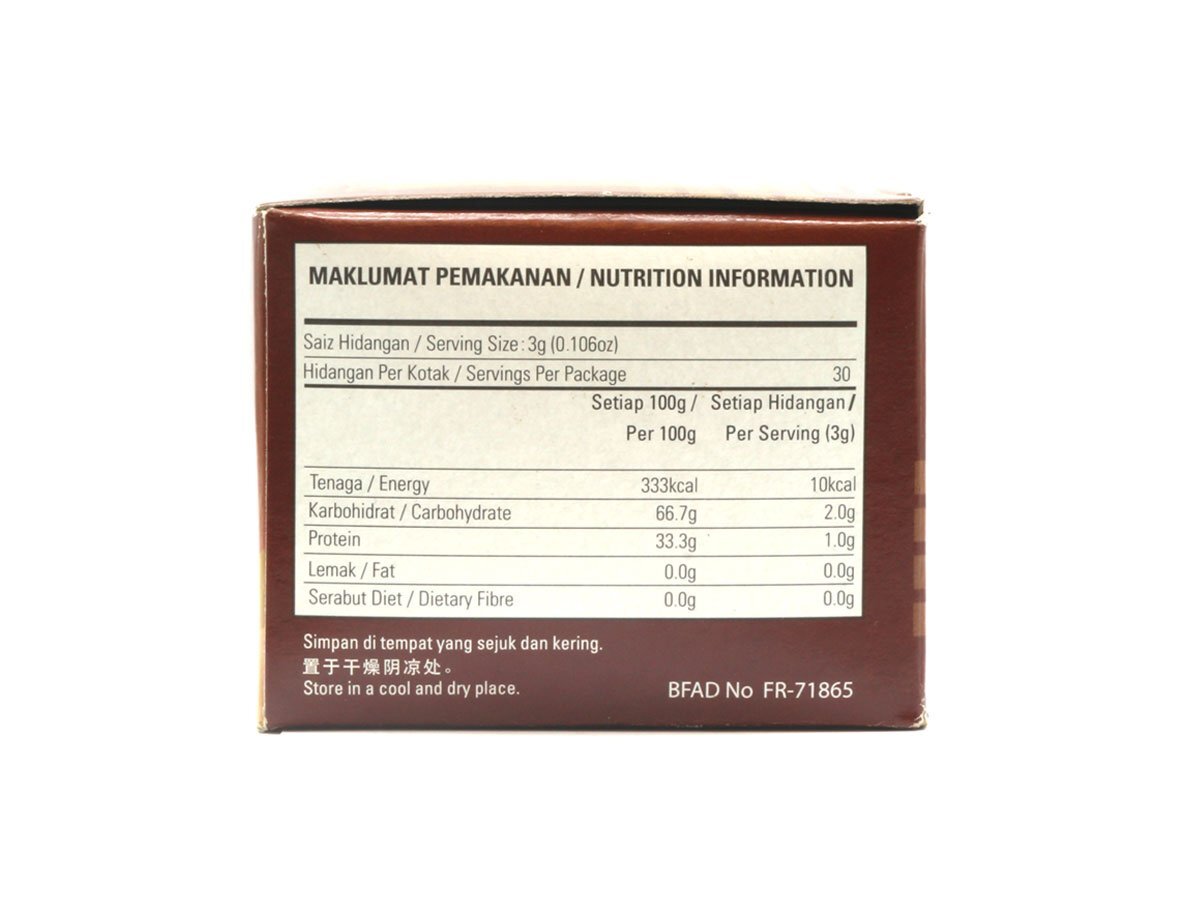 MAKLUMAT PEMAKANAN / NUTRITION INFORMATION
Saiz Hidangan / Serving Size : 3g (0.106oz)
Hidangan Per Kotak / Servings Per Package 30
Setiap 100g / Setiap Hidangan /
Per 100g Per Serving (3g)
Tenaga / Energy 333kcal 10kcal
Karbohidrat / Carbohydrate 66.7g 2.0g
Protein 33.3g 1.0g
Lemak / Fat 0.0g 0.0g
Serabut Diet / Dietary Fibre 0.0g 0.0g
Simpan di tempat yang sejuk dan kering.
置于干燥阴凉处。
Store in a cool and dry place. BFAD No FR-71865